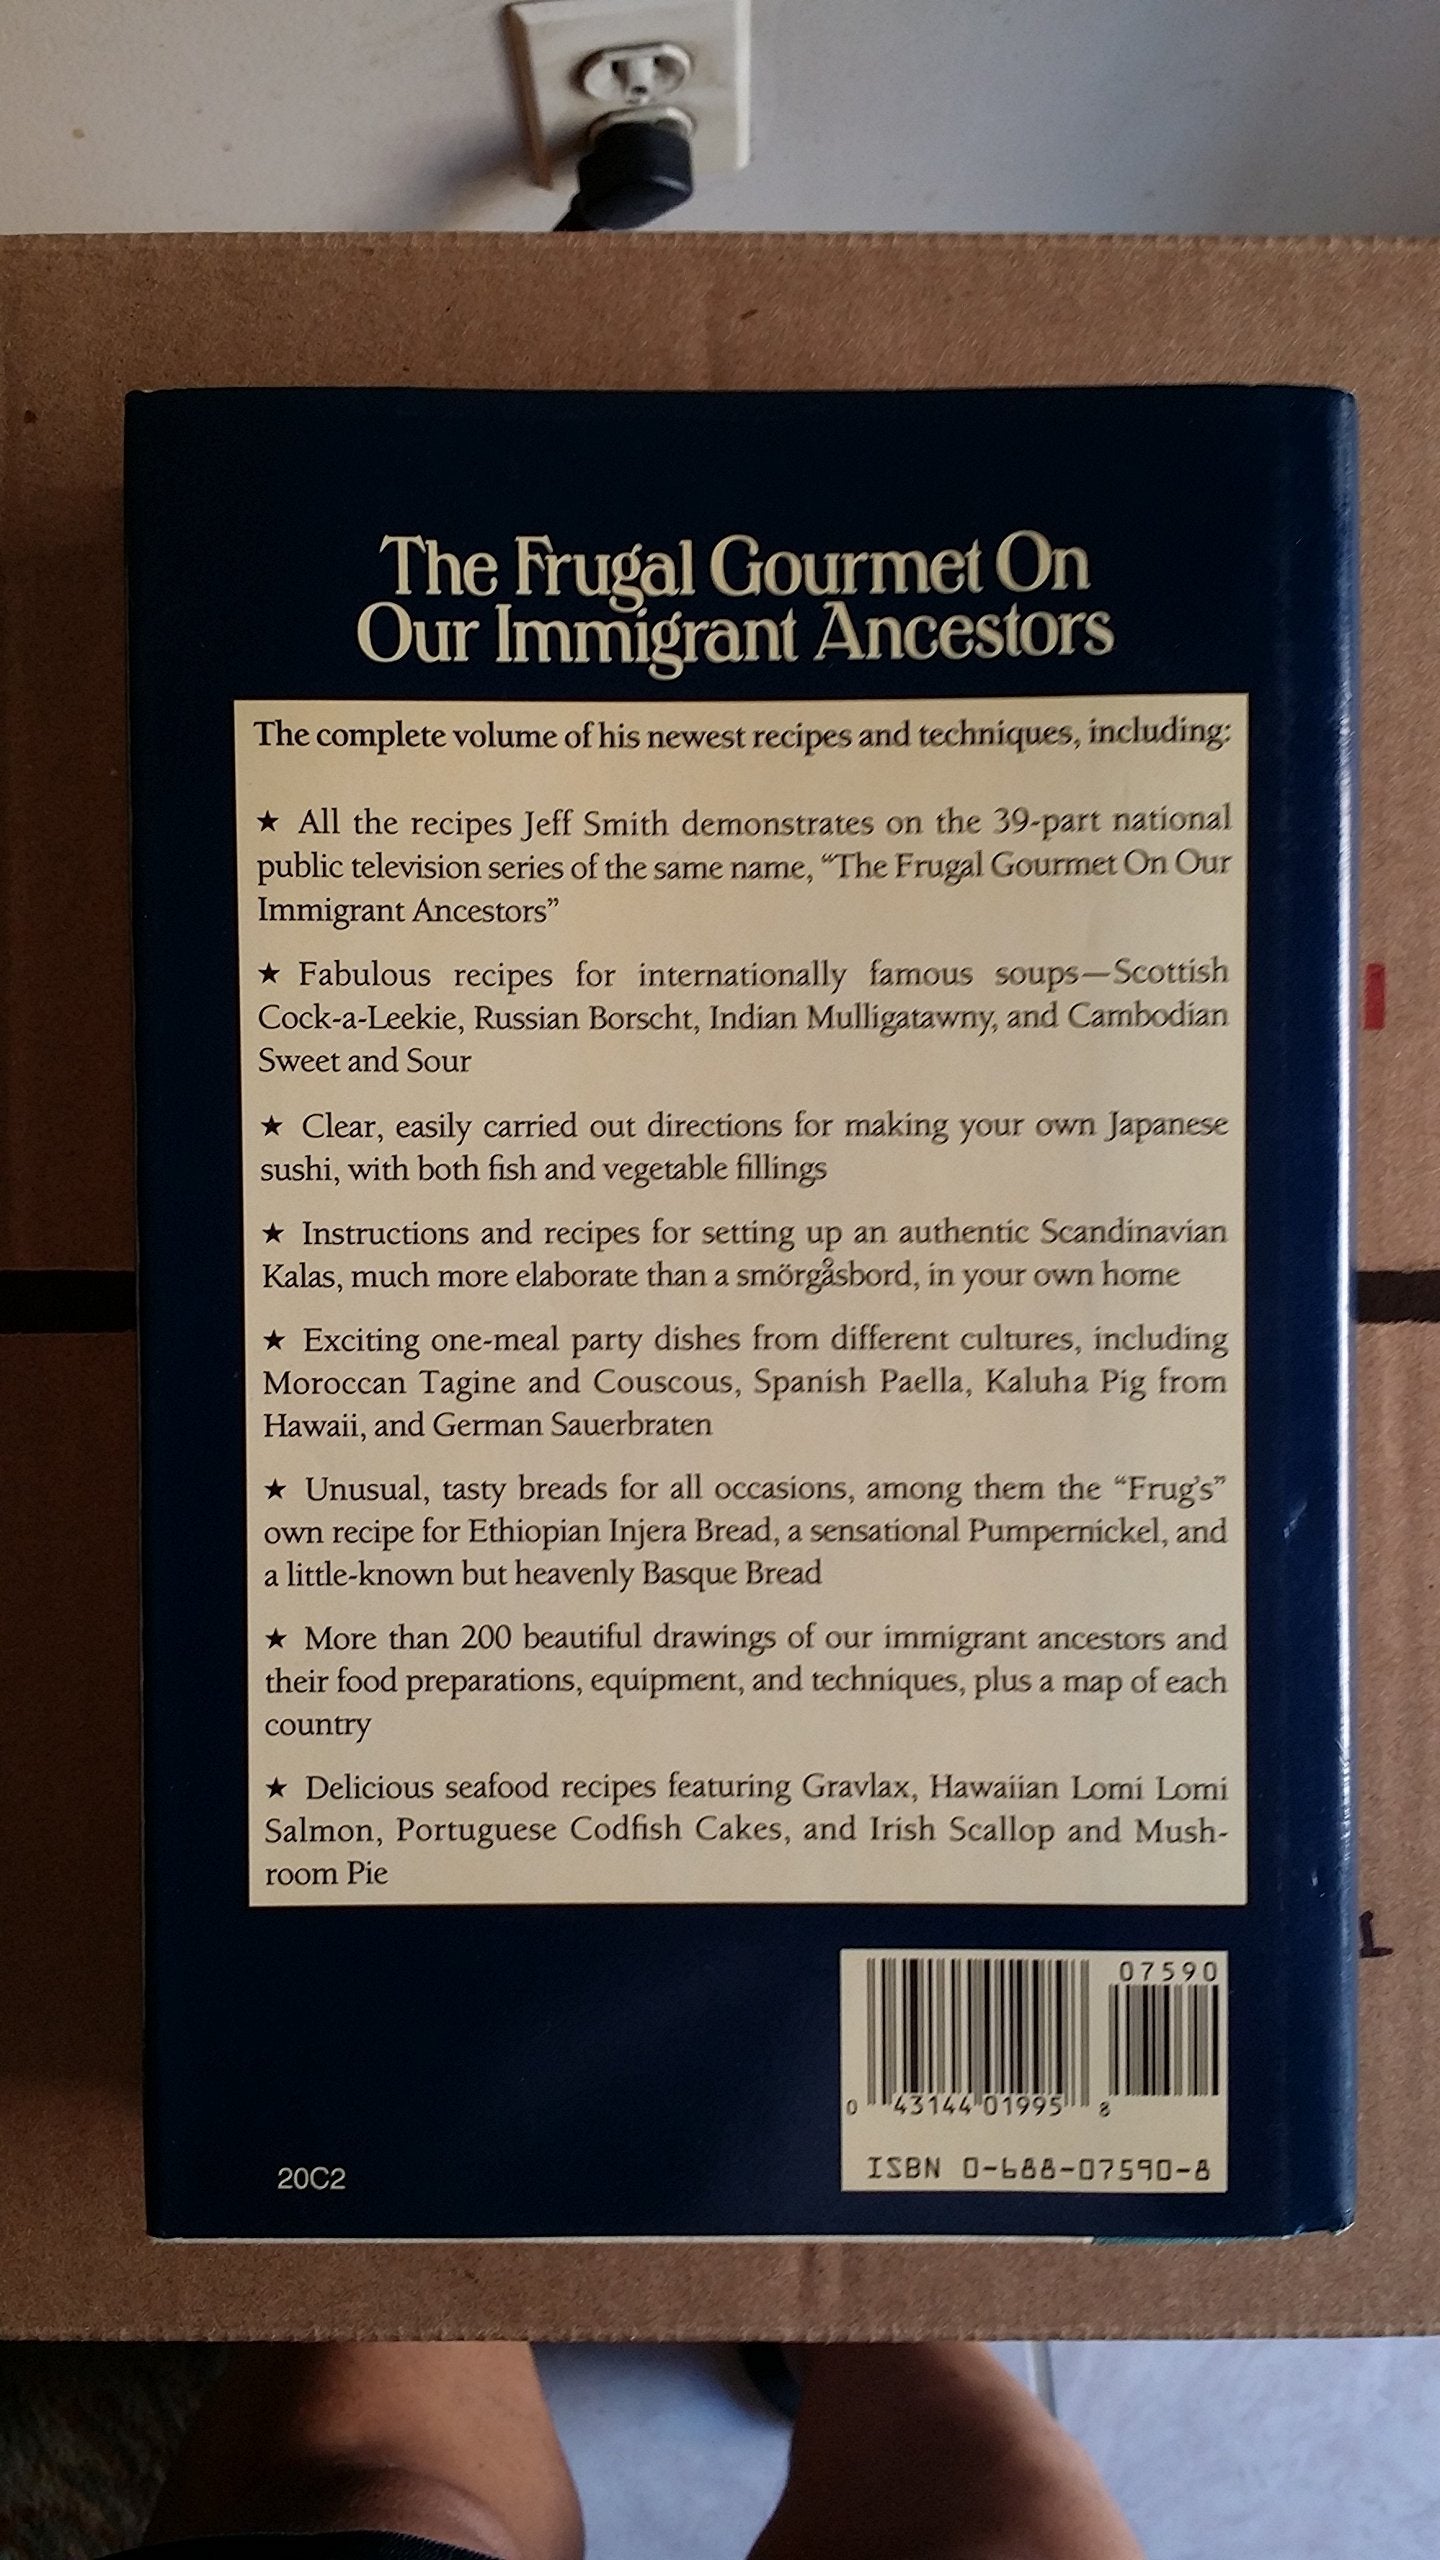 The Frugal Gourmet On
Our Immigrant Ancestors
The complete volume of his newest recipes and techniques, including:
★ All the recipes Jeff Smith demonstrates on the 39-part national
public television series of the same name, “The Frugal Gourmet On Our
Immigrant Ancestors”
★ Fabulous recipes for internationally famous soups—Scottish
Cock-a-Leekie, Russian Borscht, Indian Mulligatawny, and Cambodian
Sweet and Sour
★ Clear, easily carried out directions for making your own Japanese
sushi, with both fish and vegetable fillings
★ Instructions and recipes for setting up an authentic Scandinavian
Kalas, much more elaborate than a smörgåsbord, in your own home
★ Exciting one-meal party dishes from different cultures, including
Moroccan Tagine and Couscous, Spanish Paella, Kaluha Pig from
Hawaii, and German Sauerbraten
★ Unusual, tasty breads for all occasions, among them the “Frug’s”
own recipe for Ethiopian Injera Bread, a sensational Pumpernickel, and
a little-known but heavenly Basque Bread
★ More than 200 beautiful drawings of our immigrant ancestors and
their food preparations, equipment, and techniques, plus a map of each
country
★ Delicious seafood recipes featuring Gravlax, Hawaiian Lomi Lomi
Salmon, Portuguese Codfish Cakes, and Irish Scallop and Mush-
room Pie
07590
0 43144 01995 8
ISBN 0-688-07590-8
20C2